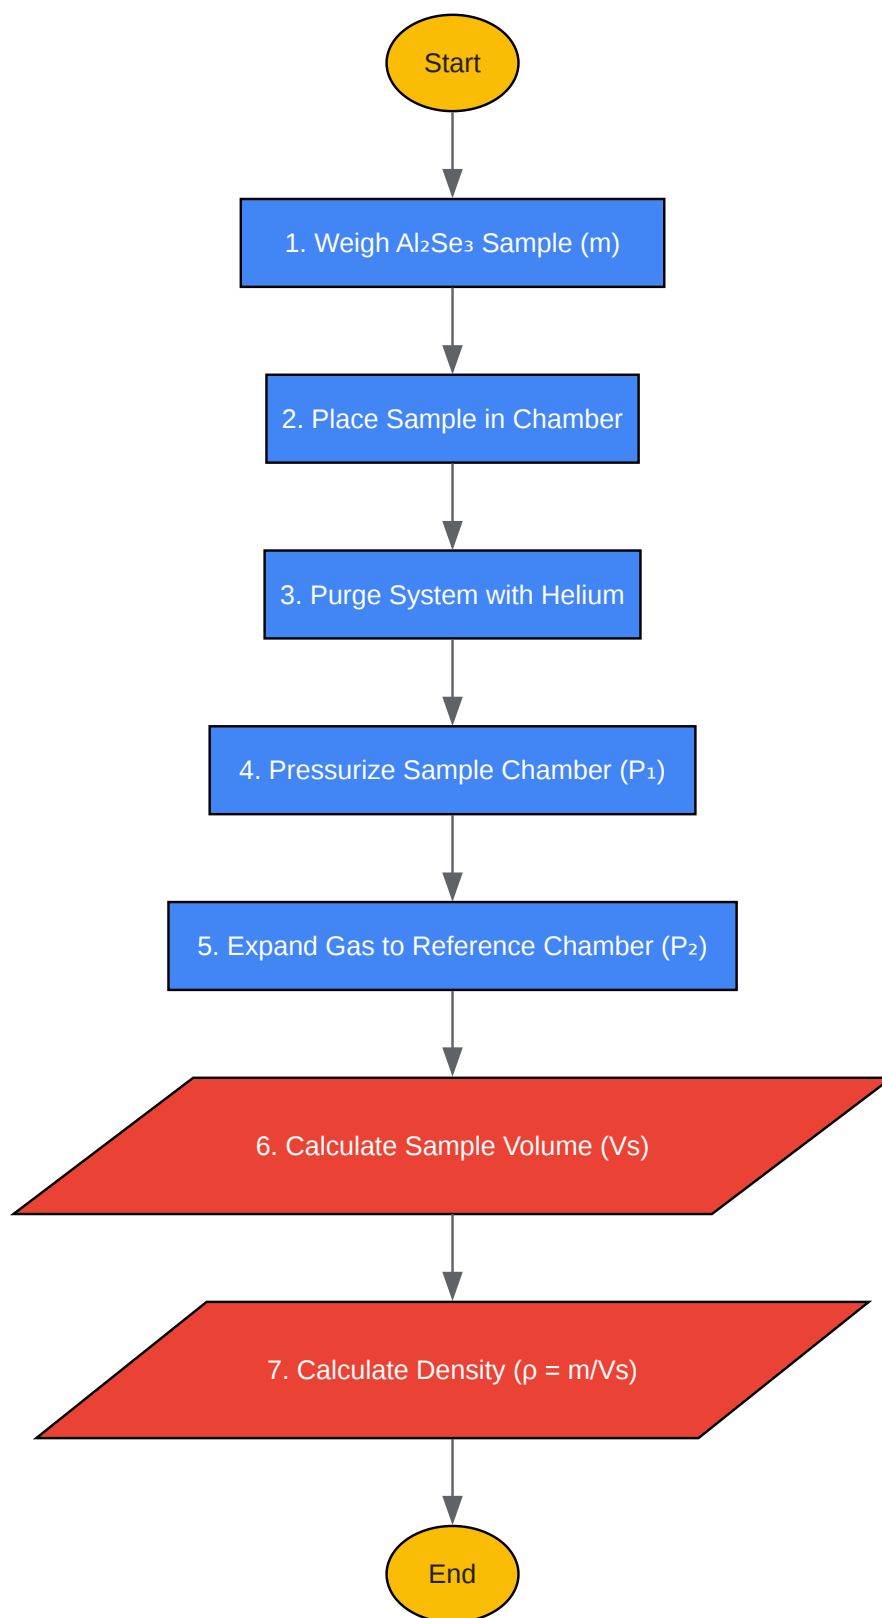 Start
1. Weigh Al₂Se₃ Sample (m)
2. Place Sample in Chamber
3. Purge System with Helium
4. Pressurize Sample Chamber (P₁)
5. Expand Gas to Reference Chamber (P₂)
6. Calculate Sample Volume (Vs)
7. Calculate Density (ρ = m/Vs)
End